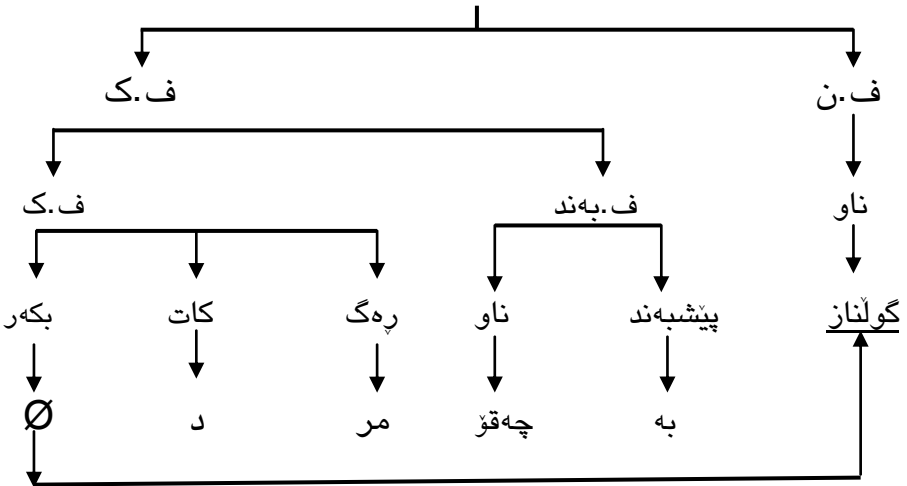 ف.ن ف.ک
ناو ف.بەند ف.ک
گوڵناز پێشبەند ناو ڕەگ کات بکەر
بە چەقۆ مر د Ø